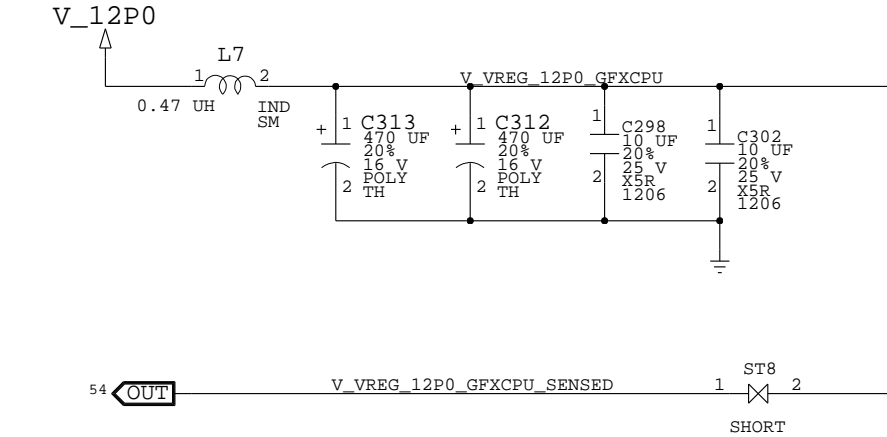 V_12P0
L7
1 2
0.47 UH
IND
SM
V_VREG_12P0_GFXCPU
+
1
2
C313
470 UF
20%
16 V
POLY
TH
+
1
2
C312
470 UF
20%
16 V
POLY
TH
1
2
C298
10 UF
20%
25 V
X5R
1206
1
2
C302
10 UF
20%
25 V
X5R
1206
54 OUT
V_VREG_12P0_GFXCPU_SENSED
ST8
1 2
SHORT